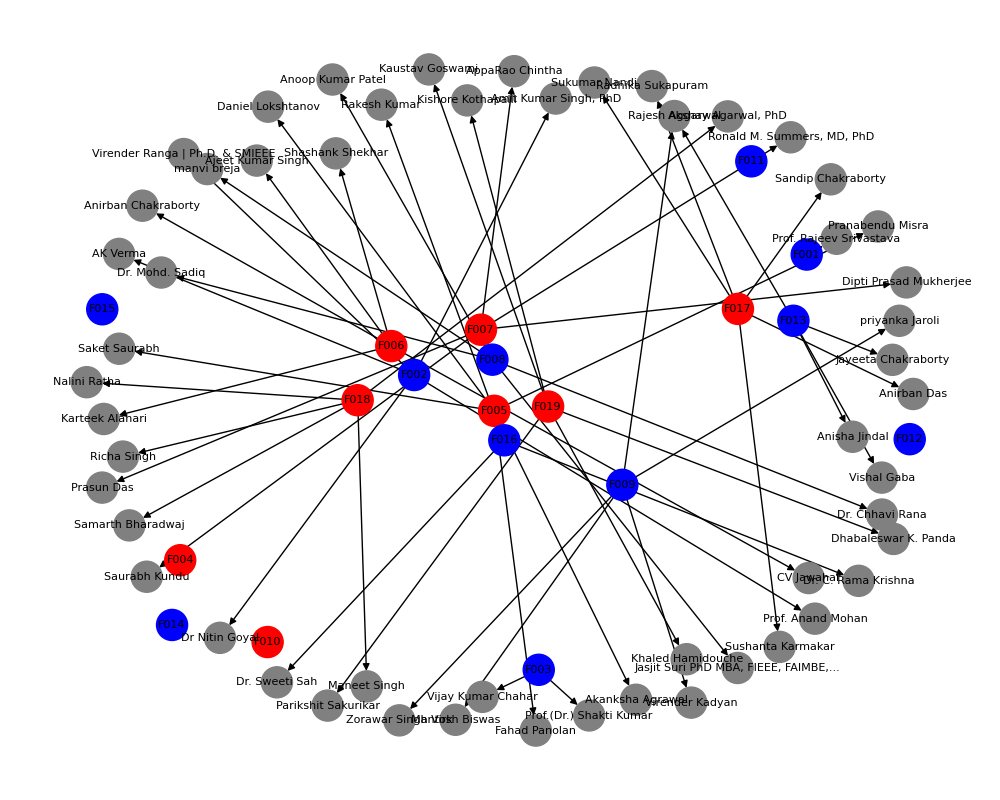 Kaustav Goswami
AppaRao Chintha
Anoop Kumar Patel
Sukumar Nandi
Radhika Sukapuram
Daniel Lokshtanov
Rakesh Kumar
Kishore Kothapalli
Amit Kumar Singh, PhD
Rajesh Agarwal
Akshay Agarwal, PhD
Ronald M. Summers, MD, PhD
Virender Ranga | Ph.D. & SMIEEE
Shashank Shekhar
Ajeet Kumar Singh
F011
manvi breja
Sandip Chakraborty
Anirban Chakraborty
Pranabendu Misra
Prof. Rajeev Srivastava
AK Verma
F001
Dr. Mohd. Sadiq
Dipti Prasad Mukherjee
F015
F017
F013
priyanka Jaroli
F007
F006
Saket Saurabh
F008
Jayeeta Chakraborty
F002
Nalini Ratha
Anirban Das
F018
F005
F019
Karteek Alahari
Anisha Jindal
F012
F016
Richa Singh
Vishal Gaba
F009
Prasun Das
Dr. Chhavi Rana
Samarth Bharadwaj
Dhabaleswar K. Panda
F004
Saurabh Kundu
CV Jawahar
Dr. C. Rama Krishna
Prof. Anand Mohan
F014
Dr Nitin Goyal
F010
Sushanta Karmakar
Khaled Hamidouche
Jasjit Suri PhD MBA, FIEEE, FAIMBE,...
F003
Dr. Sweeti Sah
Maneet Singh
Vijay Kumar Chahar
Akanksha Agrawal
Virender Kadyan
Parikshit Sakurikar
Prof.(Dr.) Shakti Kumar
Zorawar Singh Virk
Biswas
Fahad Panolan